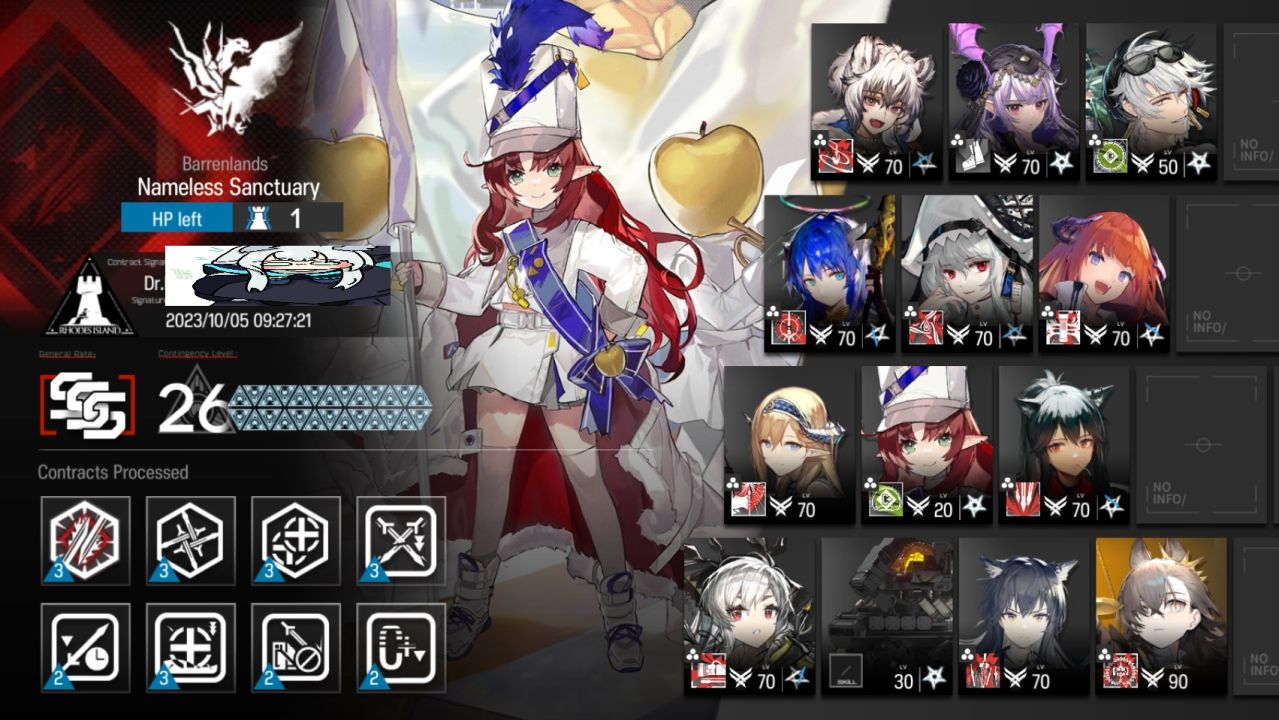 Barrenlands
Nameless Sanctuary
HP left 1
Contract Signa
Dr.
Signature
RHODES ISLAND
2023/10/05 09:27:21
General Rate:
Contingency Level:
SSS
26
Contracts Processed
3 3 3 3
2 3 2 2
LV 70
LV 70
LV 50
NO INFO/
LV 70
LV 70
LV 70
NO INFO/
LV 70
LV 20
LV 70
NO INFO/
LV 70
SKILL
LV 30
LV 70
LV 90
NO INFO